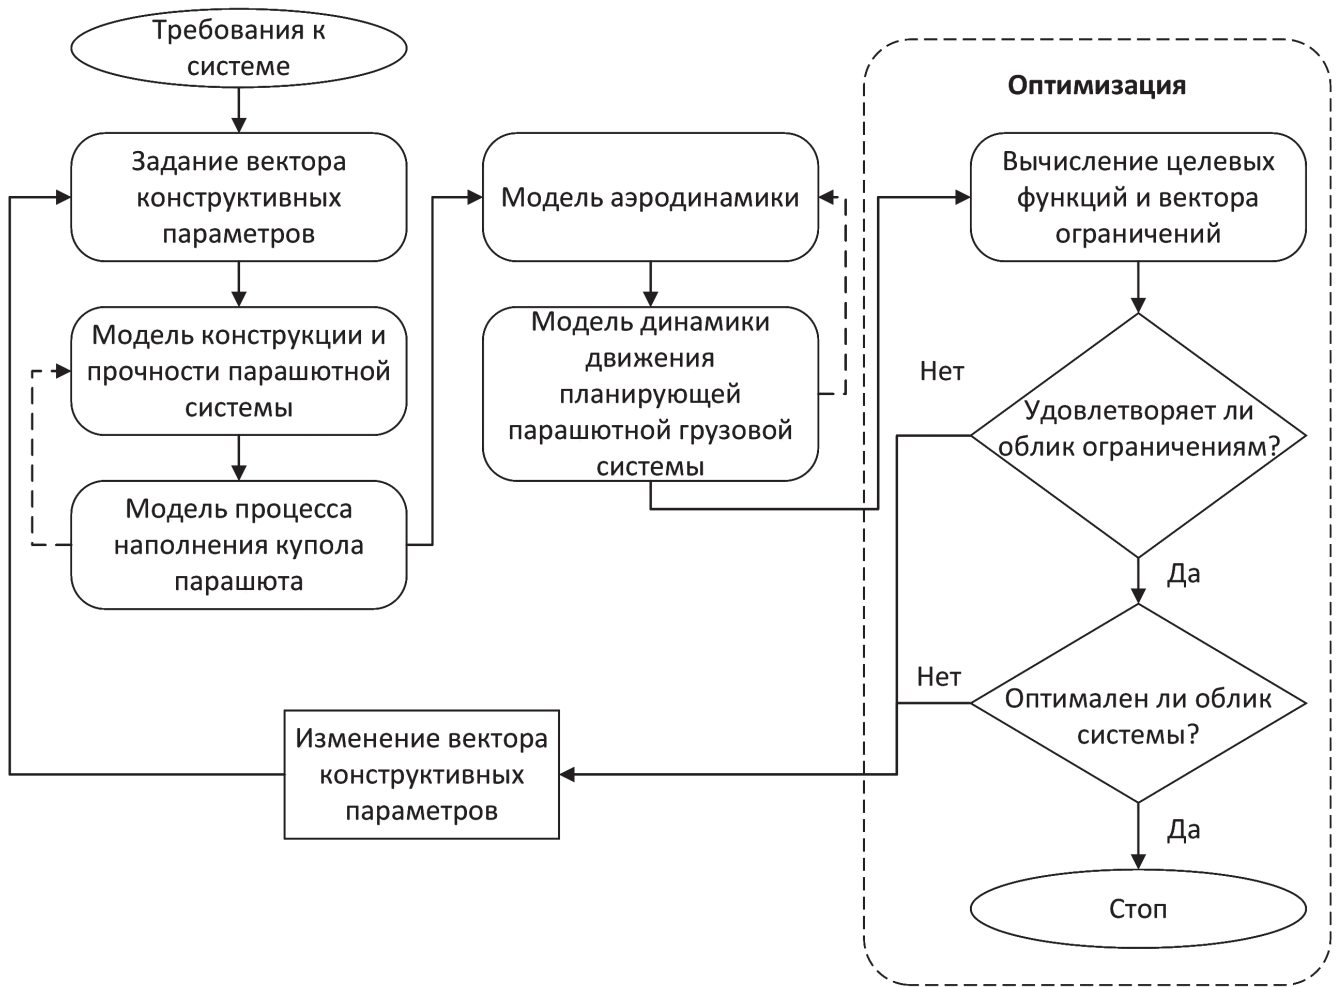 Требования к
системе
Задание вектора
конструктивных
параметров
Модель конструкции и
прочности парашютной
системы
Модель процесса
наполнения купола
парашюта
Модель аэродинамики
Модель динамики
движения
планирующей
парашютной грузовой
системы
Оптимизация
Вычисление целевых
функций и вектора
ограничений
Нет
Удовлетворяет ли
облик ограничениям?
Да
Нет
Оптимален ли облик
системы?
Изменение вектора
конструктивных
параметров
Да
Стоп